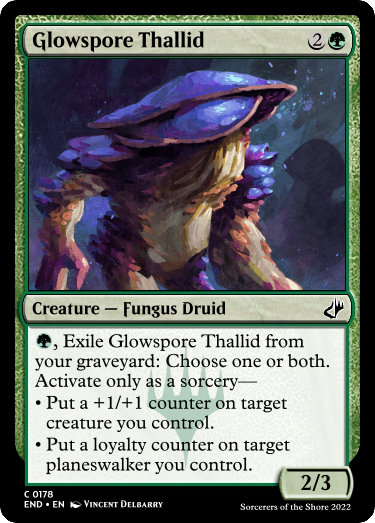 Glowspore Thallid 2
Creature — Fungus Druid
, Exile Glowspore Thallid from
your graveyard: Choose one or both.
Activate only as a sorcery—
• Put a +1/+1 counter on target
creature you control.
• Put a loyalty counter on target
planeswalker you control.
2/3
C 0178
END • EN Vincent Delbarry
Sorcerers of the Shore 2022